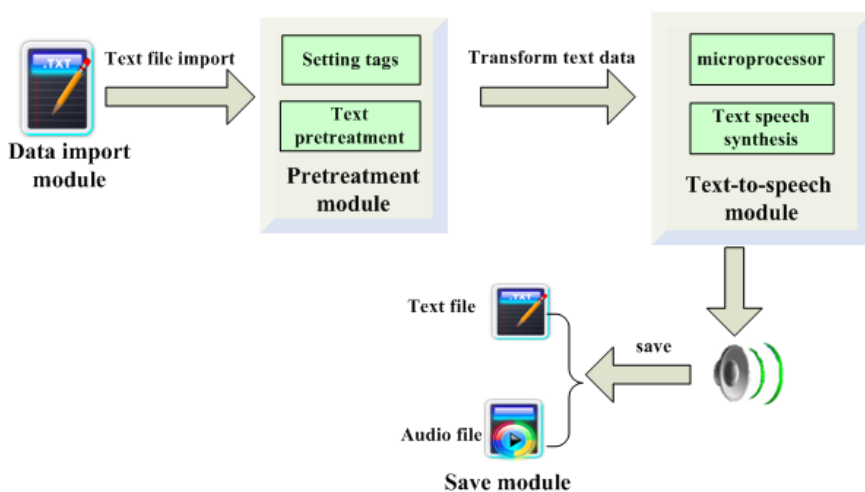 .TXT
Text file import
Data import
module
Setting tags
Text
pretreatment
Pretreatment
module
Transform text data
microprocessor
Text speech
synthesis
Text-to-speech
module
Text file
.TXT
save
Audio file
Save module